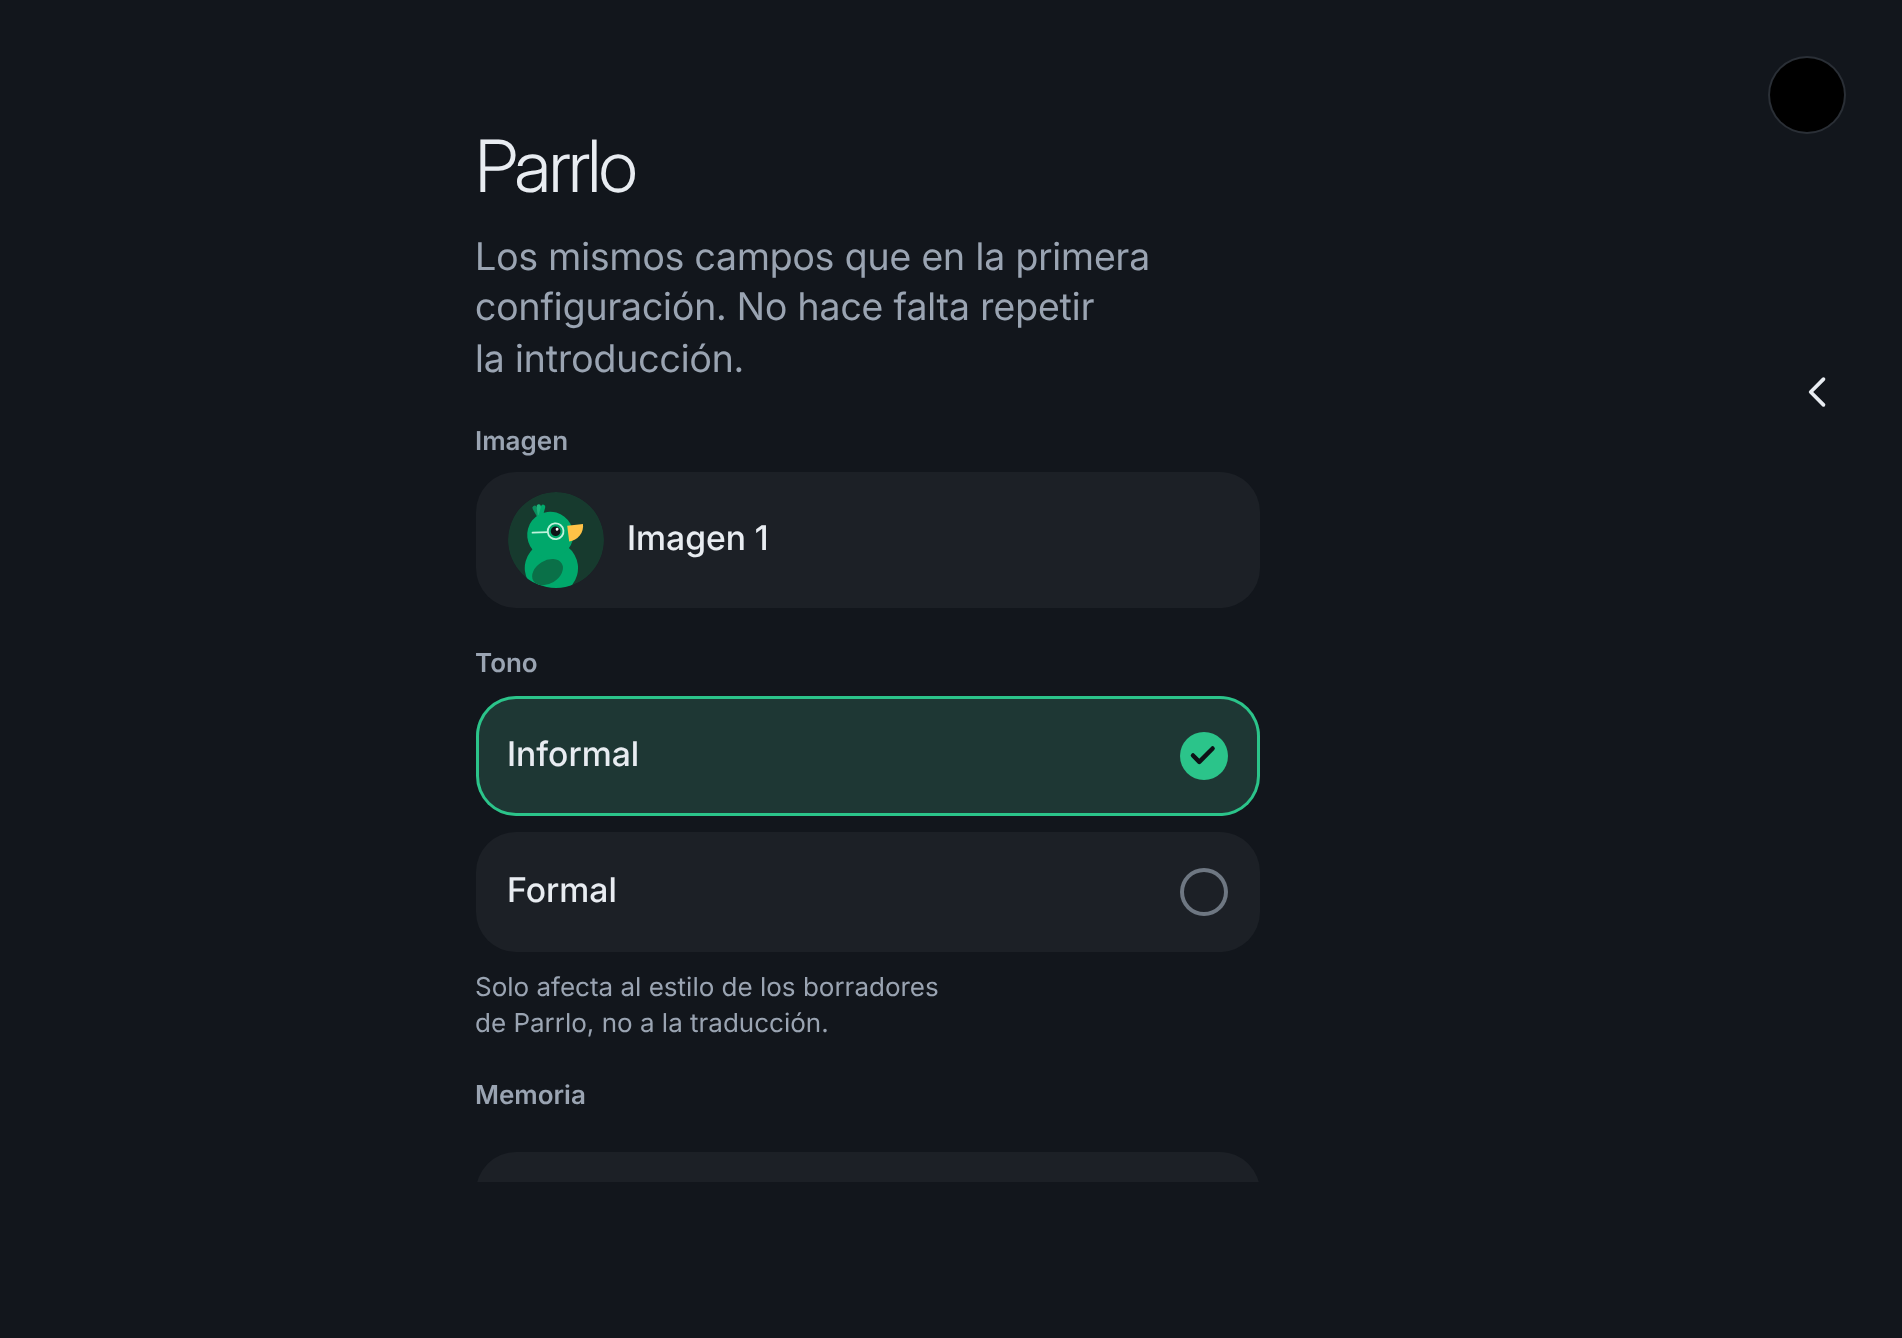 Parrlo
Los mismos campos que en la primera
configuración. No hace falta repetir
la introducción.
Imagen
Imagen 1
Tono
Informal
Formal
Solo afecta al estilo de los borradores
de Parrlo, no a la traducción.
Memoria